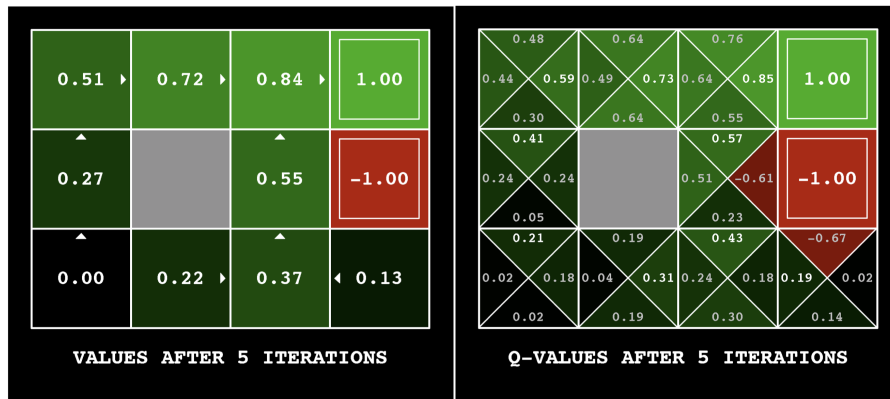 0.51 0.72 0.84 1.00
0.27 0.55 -1.00
0.00 0.22 0.37 0.13
VALUES AFTER 5 ITERATIONS
0.48 0.64 0.76
0.44 0.59 0.49 0.73 0.64 0.85 1.00
0.30 0.64 0.55
0.41 0.57
0.24 0.24 0.51 -0.61 -1.00
0.05 0.23
0.21 0.19 0.43 -0.67
0.02 0.18 0.04 0.31 0.24 0.18 0.19 0.02
0.02 0.19 0.30 0.14
Q-VALUES AFTER 5 ITERATIONS